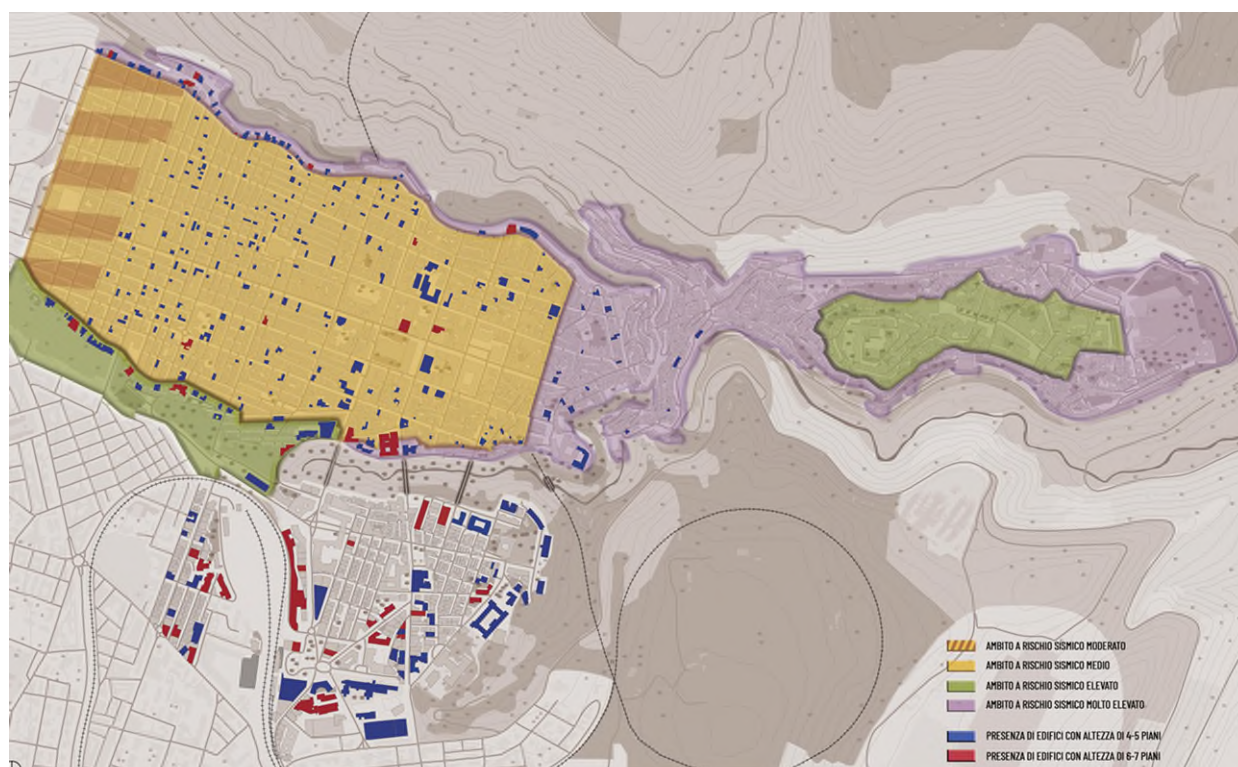 AMBITO A RISCHIO SISMICO MODERATO
AMBITO A RISCHIO SISMICO MEDIO
AMBITO A RISCHIO SISMICO ELEVATO
AMBITO A RISCHIO SISMICO MOLTO ELEVATO
PRESENZA DI EDIFICI CON ALTEZZA DI 4-5 PIANI
PRESENZA DI EDIFICI CON ALTEZZA DI 6-7 PIANI